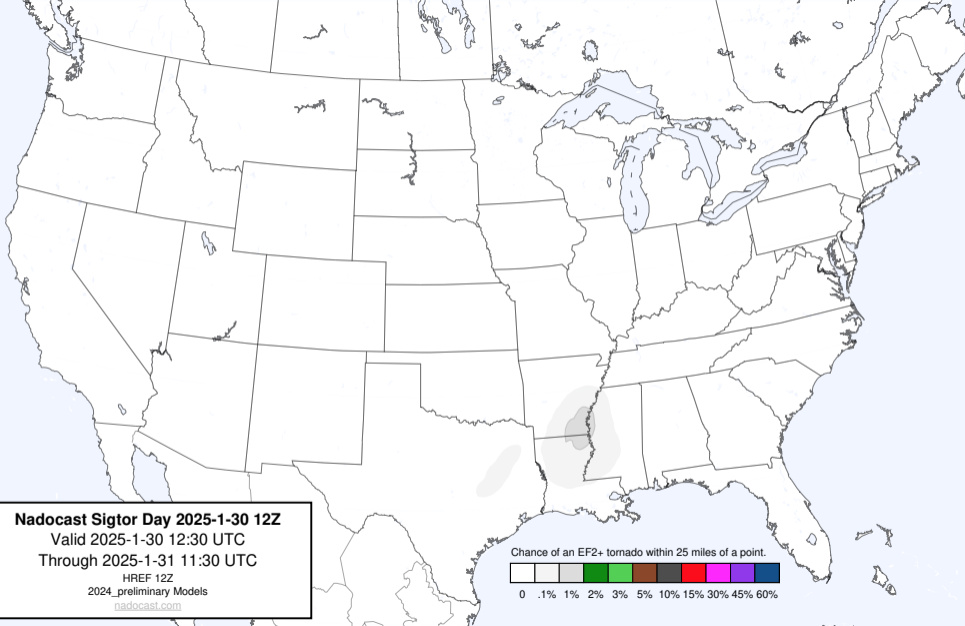 Nadocast Sigtor Day 2025-1-30 12Z
Valid 2025-1-30 12:30 UTC
Through 2025-1-31 11:30 UTC
HREF 12Z
2024_preliminary Models
nadocast.com
Chance of an EF2+ tornado within 25 miles of a point.
0 .1% 1% 2% 3% 5% 10% 15% 30% 45% 60%